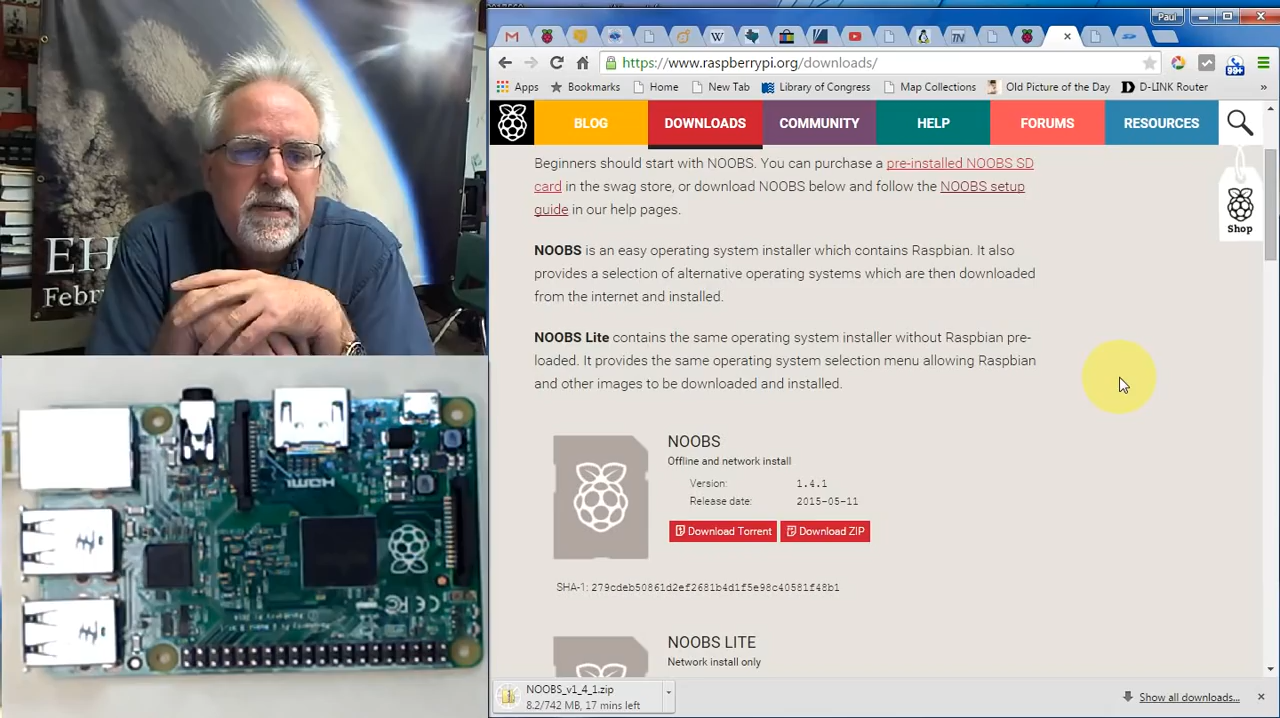 Paul
https://www.raspberrypi.org/downloads/
99+
Apps
Bookmarks
Home
New Tab
Library of Congress
Map Collections
Old Picture of the Day
D-LINK Router
»
BLOG
DOWNLOADS
COMMUNITY
HELP
FORUMS
RESOURCES
Beginners should start with NOOBS. You can purchase a pre-installed NOOBS SD
card in the swag store, or download NOOBS below and follow the NOOBS setup
guide in our help pages.
Shop
NOOBS is an easy operating system installer which contains Raspbian. It also
provides a selection of alternative operating systems which are then downloaded
from the internet and installed.
NOOBS Lite contains the same operating system installer without Raspbian pre-
loaded. It provides the same operating system selection menu allowing Raspbian
and other images to be downloaded and installed.
NOOBS
Offline and network install
Version: 1.4.1
Release date: 2015-05-11
Download Torrent
Download ZIP
SHA-1: 279cdeb50861d2ef2681b4d1f5e98c40581f48b1
NOOBS LITE
Network install only
NOOBS_v1_4_1.zip
8.2/742 MB, 17 mins left
Show all downloads...
EH
Febr
HDMI